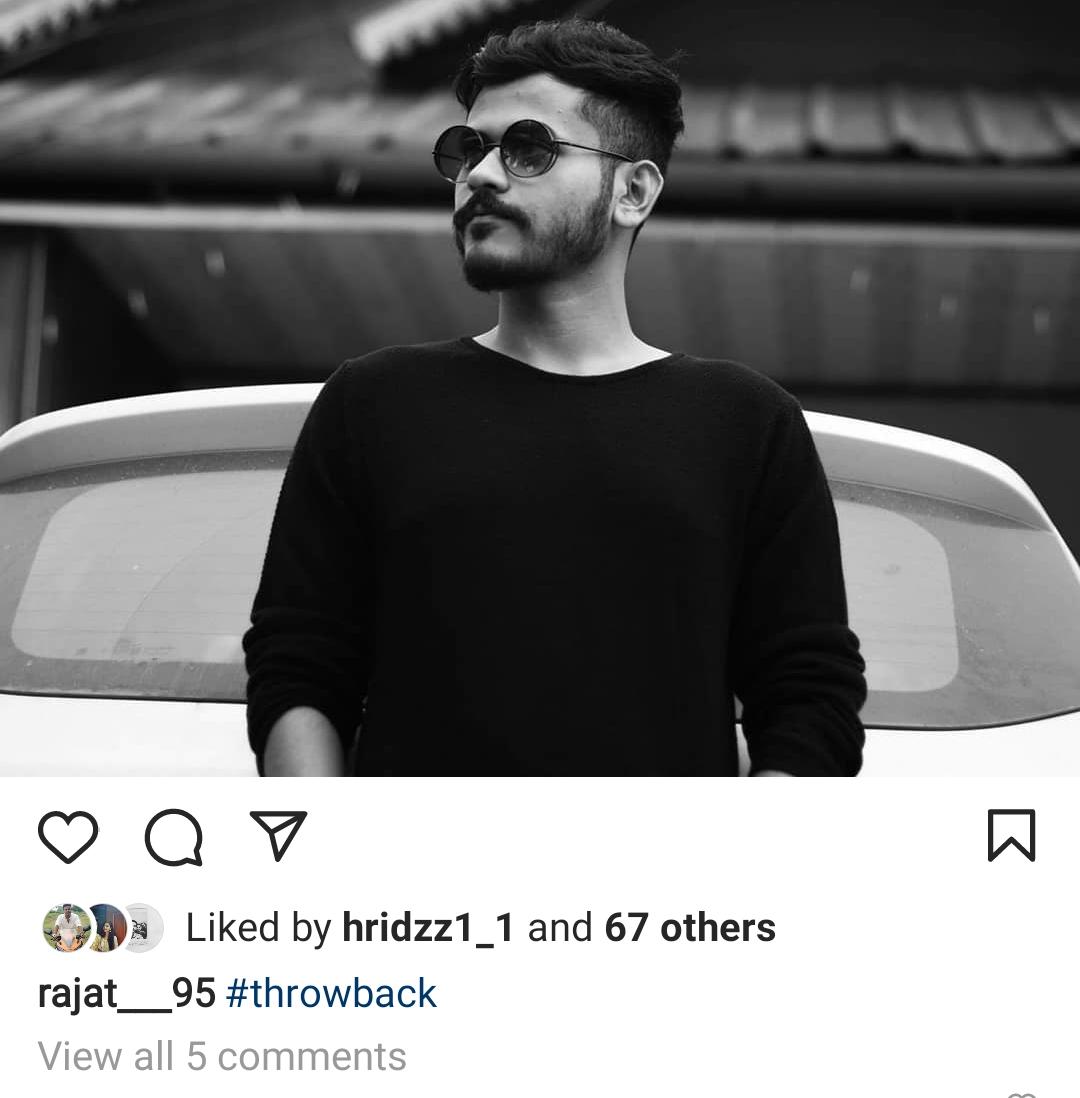 Liked by hridzz1_1 and 67 others
rajat___95 #throwback
View all 5 comments